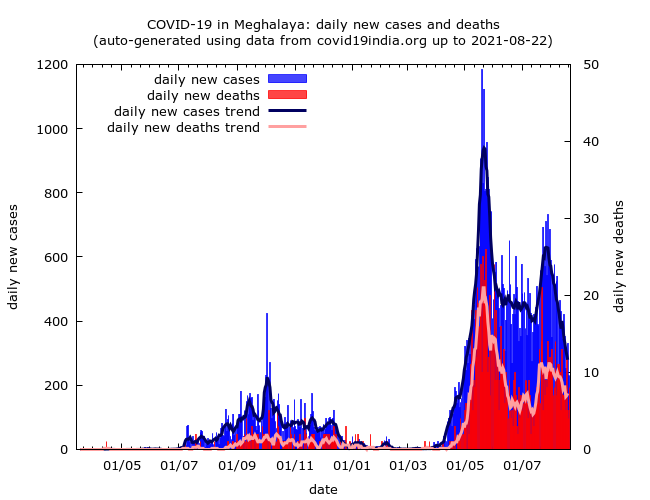 COVID-19 in Meghalaya: daily new cases and deaths
(auto-generated using data from covid19india.org up to 2021-08-22)
daily new cases
daily new deaths
daily new cases trend
daily new deaths trend
1200
1000
800
600
400
200
0
50
40
30
20
10
0
daily new cases
daily new deaths
01/05 01/07 01/09 01/11 01/01 01/03 01/05 01/07
date